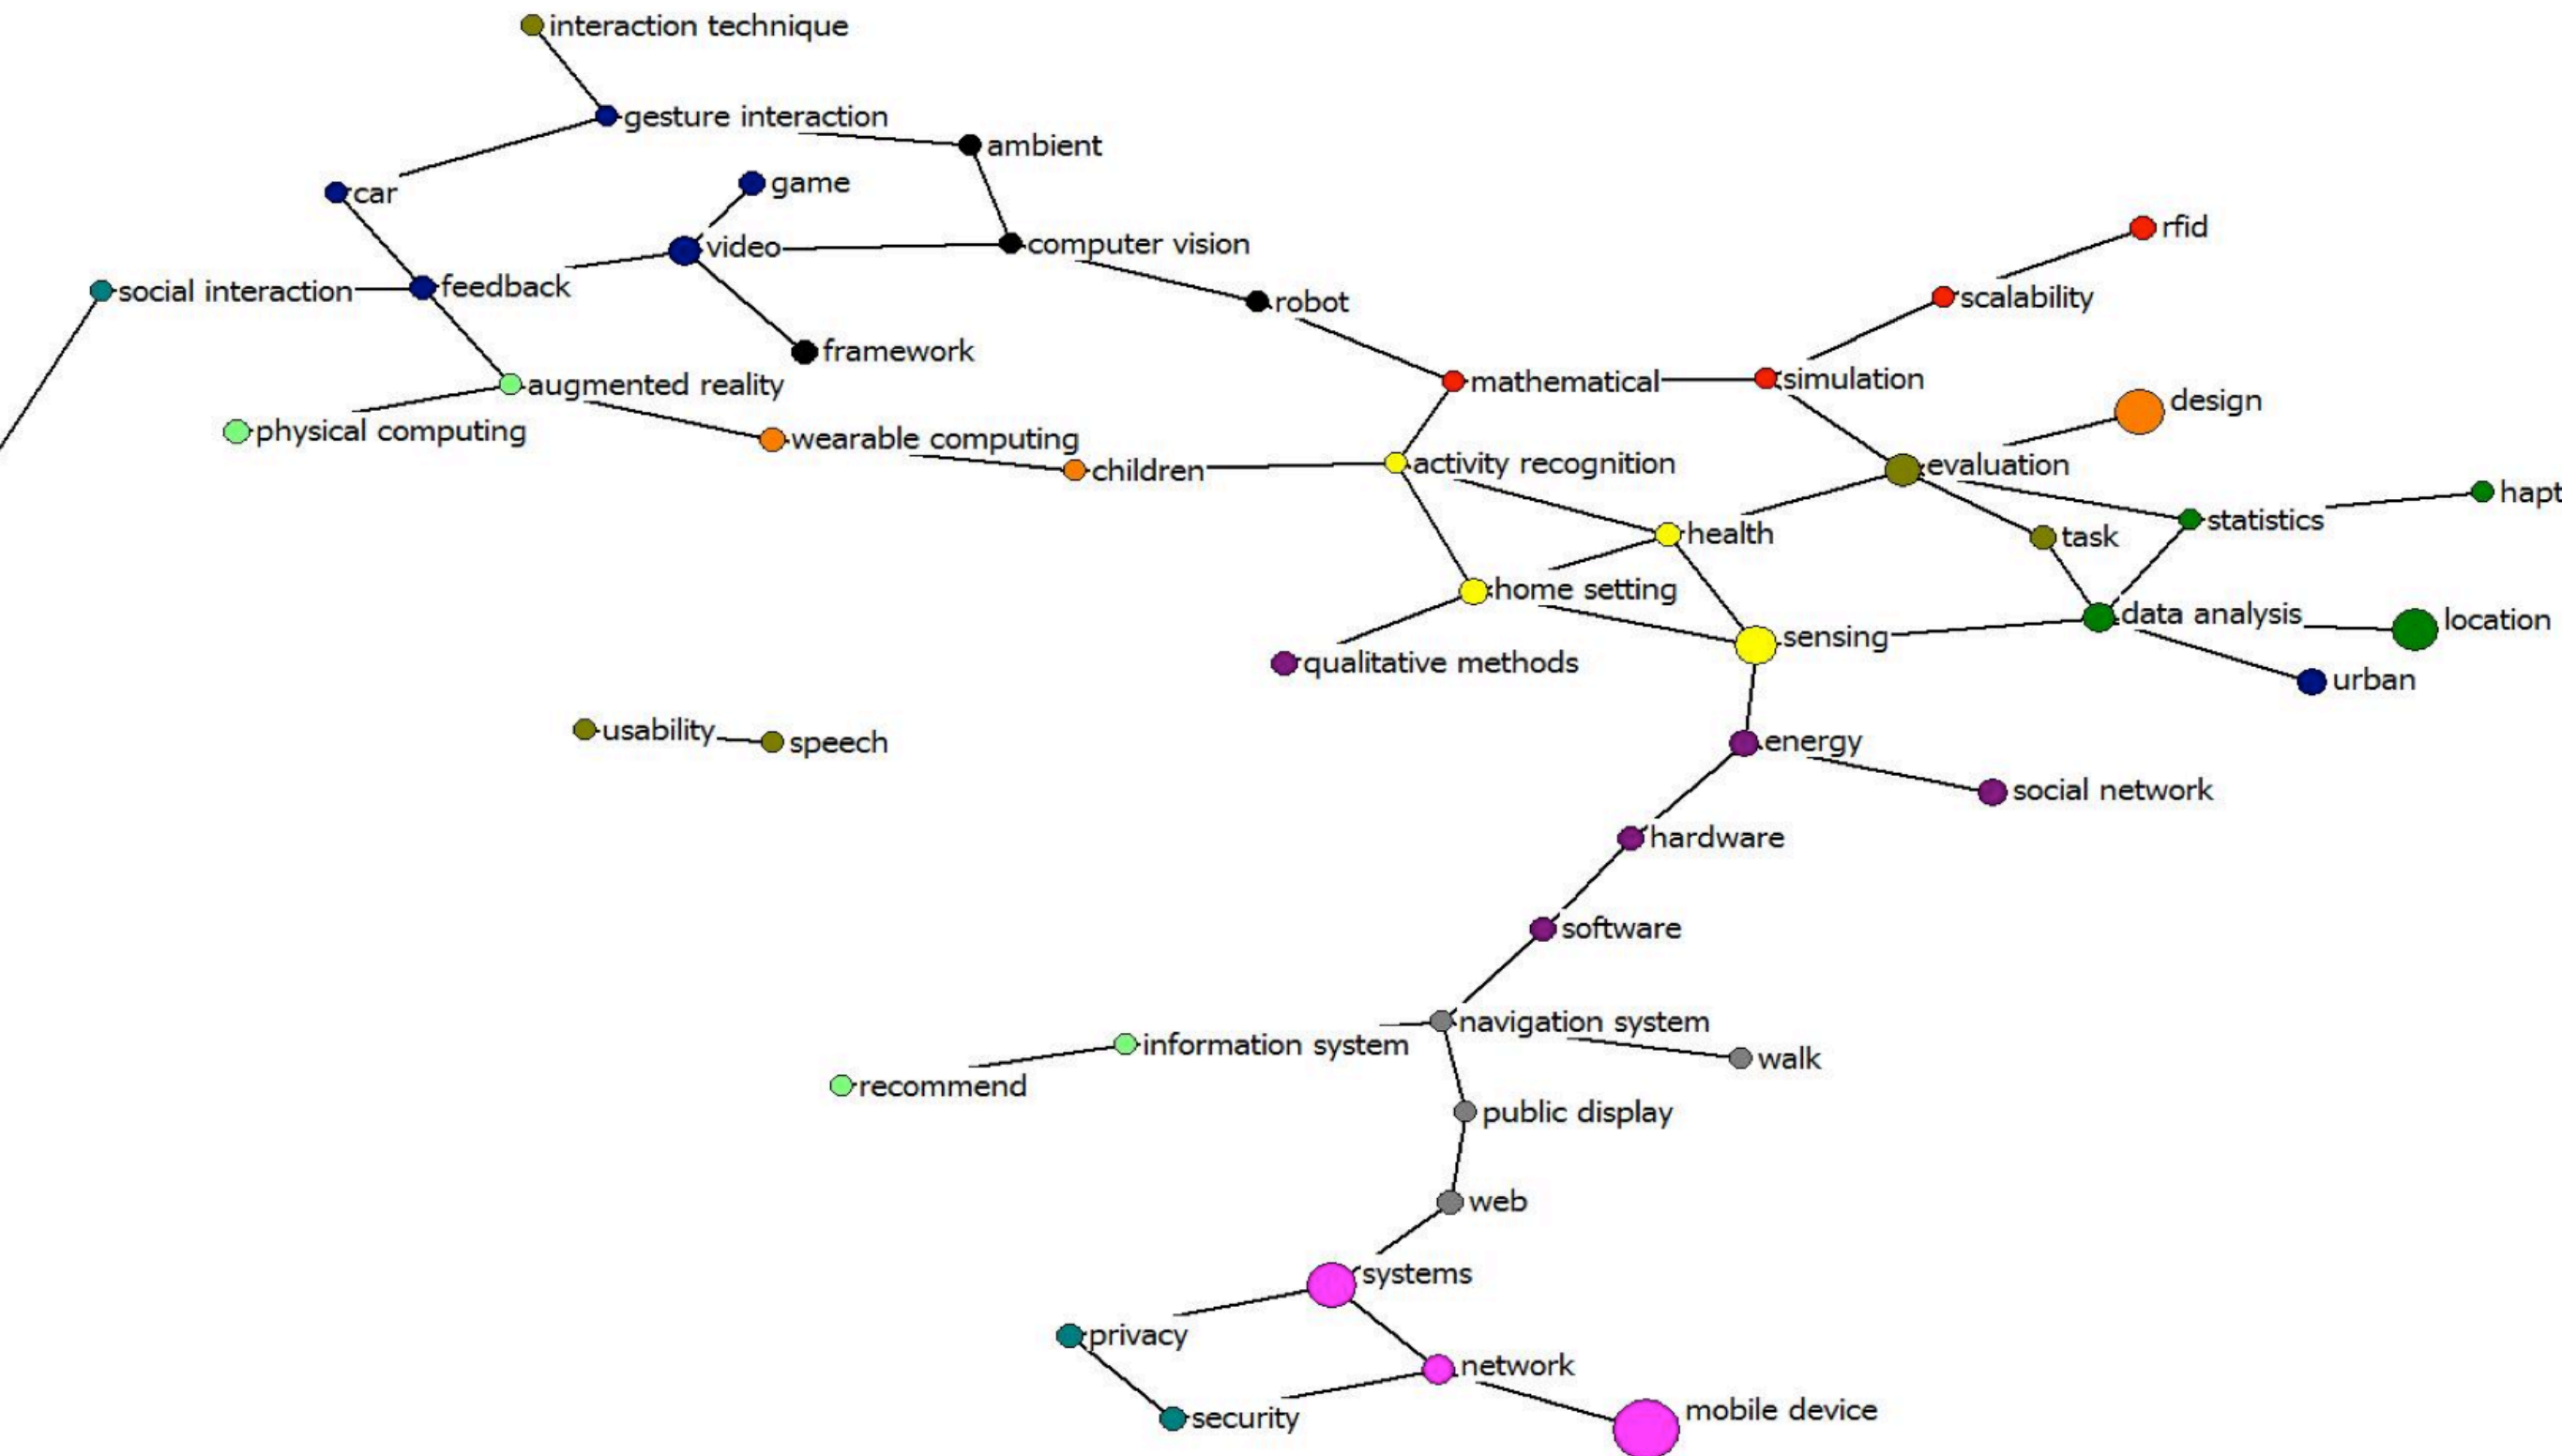 interaction technique
gesture interaction
ambient
game
car
rfid
video
computer vision
feedback
social interaction
scalability
robot
framework
simulation
mathematical
augmented reality
design
physical computing
wearable computing
activity recognition
evaluation
children
hapt
statistics
health
task
home setting
data analysis
location
sensing
qualitative methods
urban
usability
speech
energy
social network
hardware
software
navigation system
information system
walk
recommend
public display
web
systems
privacy
network
mobile device
security